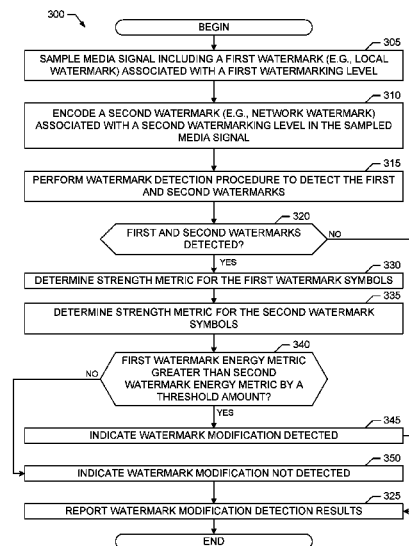 300
BEGIN
305
SAMPLE MEDIA SIGNAL INCLUDING A FIRST WATERMARK (E.G., LOCAL
WATERMARK) ASSOCIATED WITH A FIRST WATERMARKING LEVEL
310
ENCODE A SECOND WATERMARK (E.G., NETWORK WATERMARK)
ASSOCIATED WITH A SECOND WATERMARKING LEVEL IN THE SAMPLED
MEDIA SIGNAL
315
PERFORM WATERMARK DETECTION PROCEDURE TO DETECT THE FIRST
AND SECOND WATERMARKS
320
FIRST AND SECOND WATERMARKS
DETECTED?
NO
YES
330
DETERMINE STRENGTH METRIC FOR THE FIRST WATERMARK SYMBOLS
335
DETERMINE STRENGTH METRIC FOR THE SECOND WATERMARK
SYMBOLS
340
FIRST WATERMARK ENERGY METRIC
GREATER THAN SECOND
WATERMARK ENERGY METRIC BY A
THRESHOLD AMOUNT?
NO
YES
345
INDICATE WATERMARK MODIFICATION DETECTED
350
INDICATE WATERMARK MODIFICATION NOT DETECTED
325
REPORT WATERMARK MODIFICATION DETECTION RESULTS
END